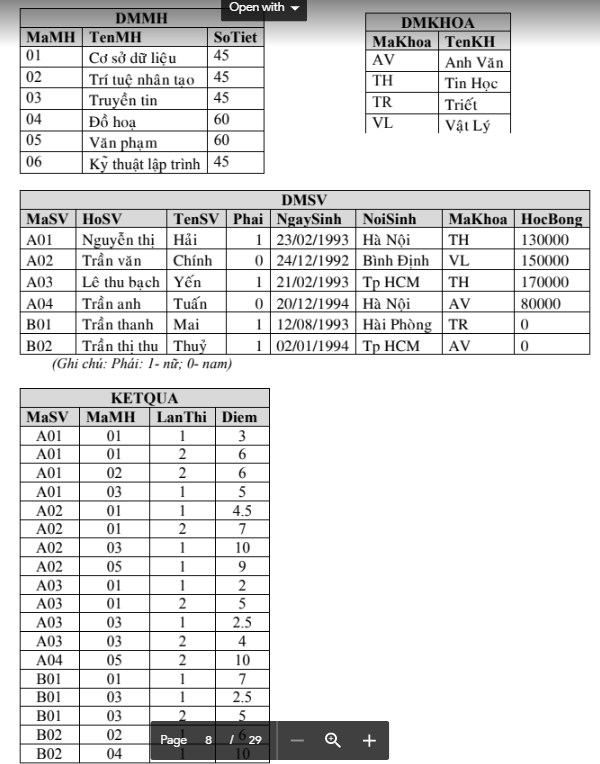 Open with
DMMH
MaMH TenMH SoTiet
01 Cơ sở dữ liệu 45
02 Trí tuệ nhân tạo 45
03 Truyền tin 45
04 Đồ hoạ 60
05 Văn phạm 60
06 Kỹ thuật lập trình 45
DMKHOA
MaKhoa TenKH
AV Anh Văn
TH Tin Học
TR Triết
VL Vật Lý
DMSV
MaSV HoSV TenSV Phai NgaySinh NoiSinh MaKhoa HocBong
A01 Nguyễn thị Hải 1 23/02/1993 Hà Nội TH 130000
A02 Trần văn Chính 0 24/12/1992 Bình Định VL 150000
A03 Lê thu bạch Yến 1 21/02/1993 Tp HCM TH 170000
A04 Trần anh Tuấn 0 20/12/1994 Hà Nội AV 80000
B01 Trần thanh Mai 1 12/08/1993 Hải Phòng TR 0
B02 Trần thị thu Thuỷ 1 02/01/1994 Tp HCM AV 0
(Ghi chú: Phái: 1- nữ; 0- nam)
KETQUA
MaSV MaMH LanThi Diem
A01 01 1 3
A01 01 2 6
A01 02 2 6
A01 03 1 5
A02 01 1 4.5
A02 01 2 7
A02 03 1 10
A02 05 1 9
A03 01 1 2
A03 01 2 5
A03 03 1 2.5
A03 03 2 4
A04 05 2 10
B01 01 1 7
B01 03 1 2.5
B01 03 2 5
B02 02 6
B02 04 1 10
Page 8 / 29